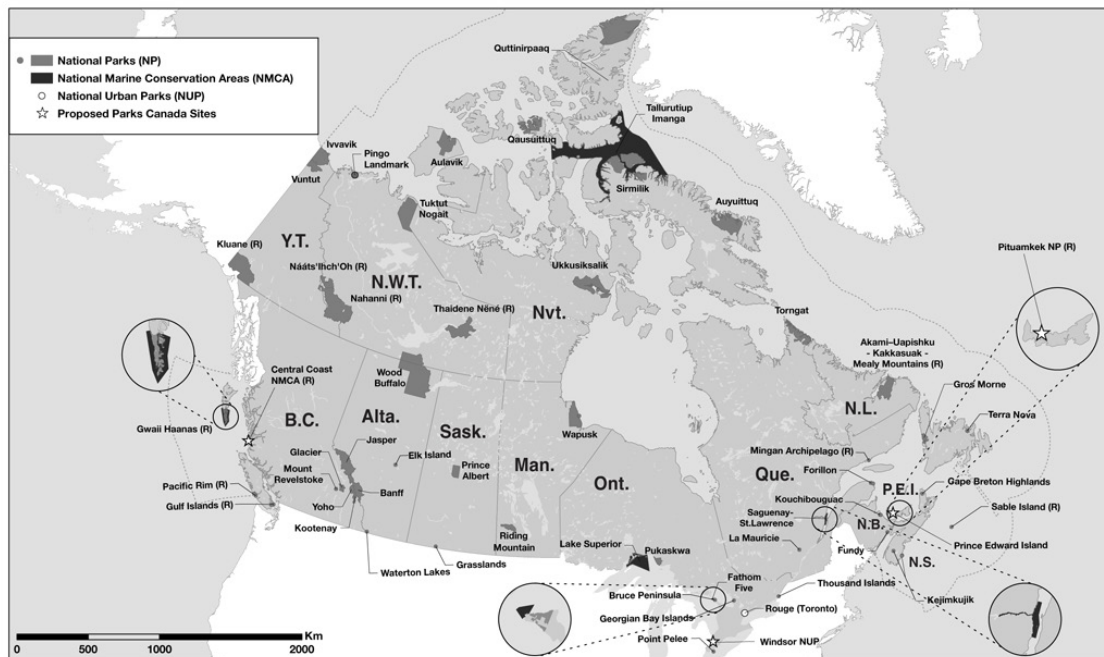 National Parks (NP)
National Marine Conservation Areas (NMCA)
National Urban Parks (NUP)
Proposed Parks Canada Sites
Quttinirpaaq
Tallurutiup
Imanga
Qausuittuq
Ivvavik
Pingo
Landmark
Aulavik
Vuntut
Sirmilik
Tuktut
Nogait
Auyuittuq
Y.T.
Kluane (R)
Pituamkek NP (R)
Nááts'Ihch'Oh (R)
N.W.T.
Ukkusiksalik
Nahanni (R)
Thaidene Nëné (R)
Nvt.
Torngat
Akami–Uapishku
- Kakkasuak -
Mealy Mountains (R)
Wood
Buffalo
Central Coast
NMCA (R)
Gros Morne
N.L.
Terra Nova
B.C.
Alta.
Gwaii Haanas (R)
Sask.
Wapusk
Jasper
Glacier
Elk Island
Mingan Archipelago (R)
Man.
Prince
Albert
Que.
Forillon
Mount
Revelstoke
Ont.
P.E.I.
Cape Breton Highlands
Pacific Rim (R)
Banff
Kouchibouguac
Gulf Islands (R)
Yoho
Saguenay-
St.Lawrence
Sable Island (R)
N.B.
Kootenay
Riding
Mountain
La Mauricie
Prince Edward Island
Lake Superior
Pukaskwa
Fundy
N.S.
Waterton Lakes
Grasslands
Fathom
Five
Thousand Islands
Bruce Peninsula
Kejimkujik
Georgian Bay Islands
Rouge (Toronto)
Point Pelee
Windsor NUP
0 500 1000 2000 Km